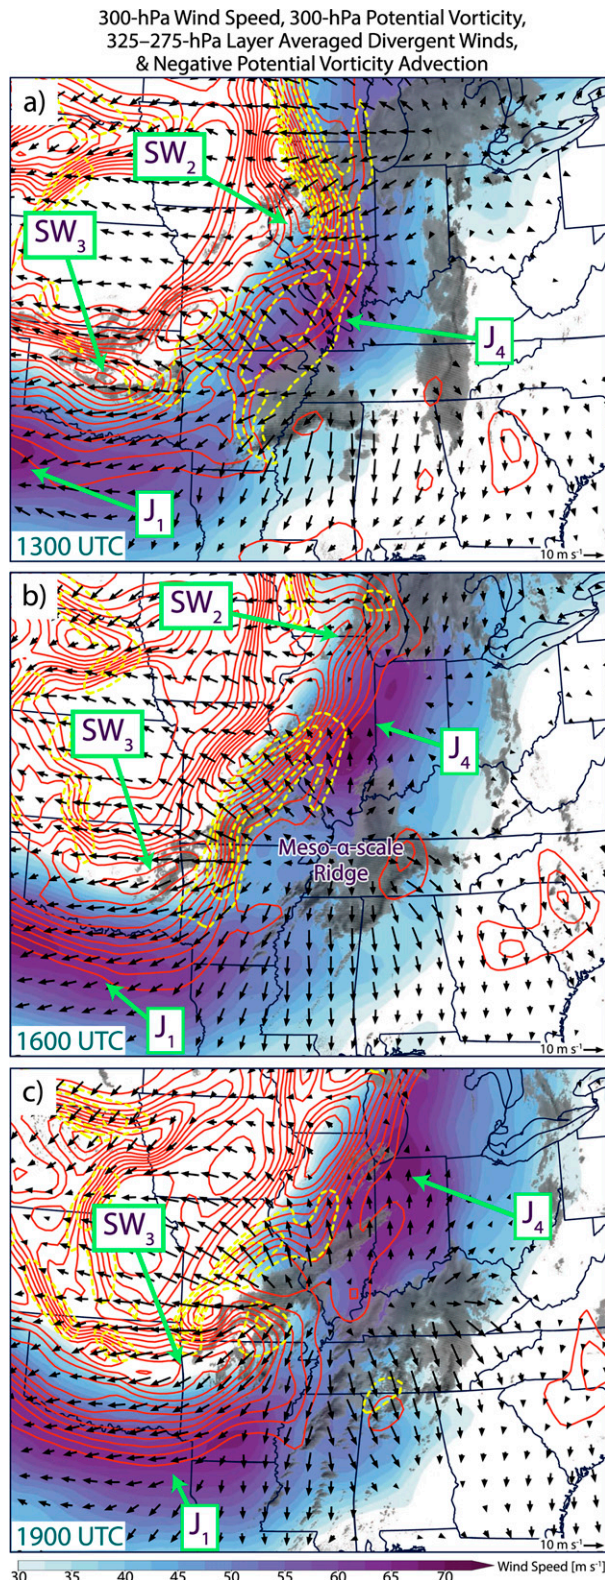 300-hPa Wind Speed, 300-hPa Potential Vorticity,
325–275-hPa Layer Averaged Divergent Winds,
& Negative Potential Vorticity Advection
a)
SW2
SW3
J4
J1
1300 UTC
10 m s-1
b)
SW2
SW3
J4
Meso-α-scale
Ridge
J1
1600 UTC
10 m s-1
c)
SW3
J4
J1
1900 UTC
10 m s-1
30 35 40 45 50 55 60 65 70 Wind Speed [m s-1]